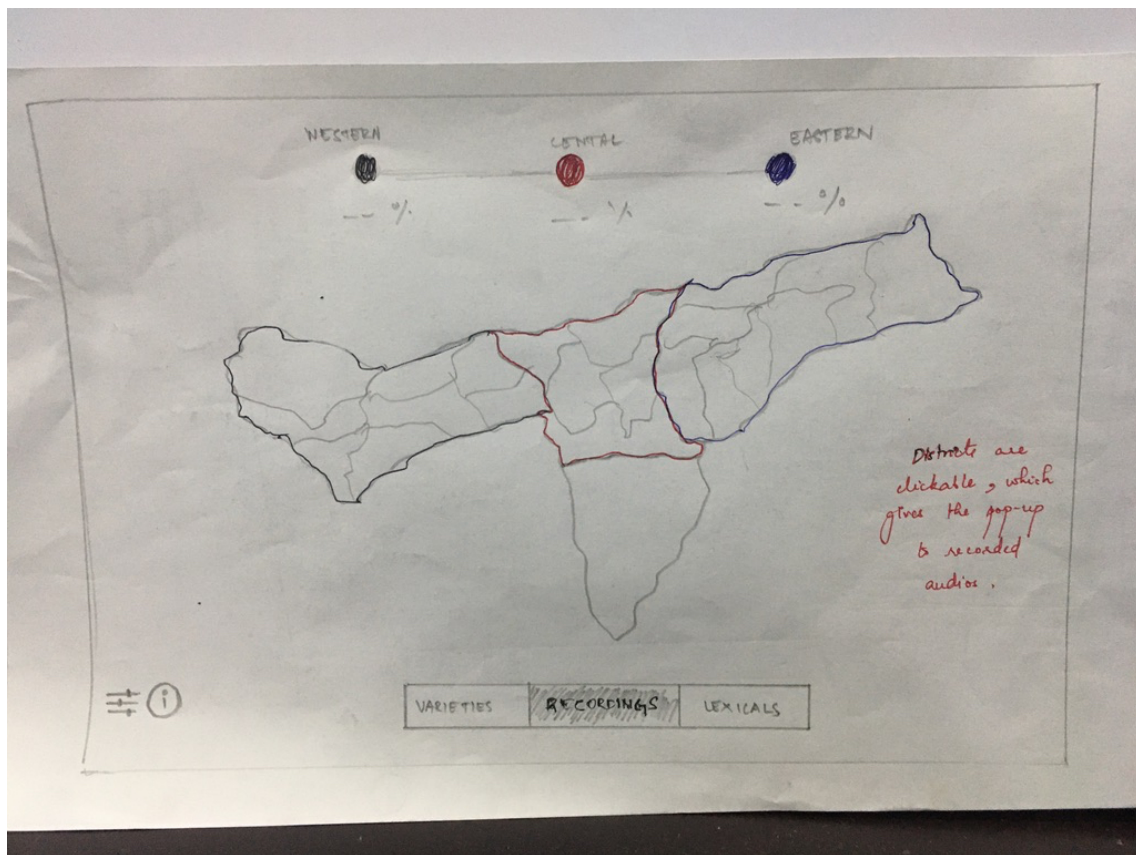 WESTERN CENTAL EASTERN
-- % -- % -- %
Districts are
clickable, which
gives the pop-up
to recorded
audios.
i
VARIETIES RECORDINGS LEXICALS